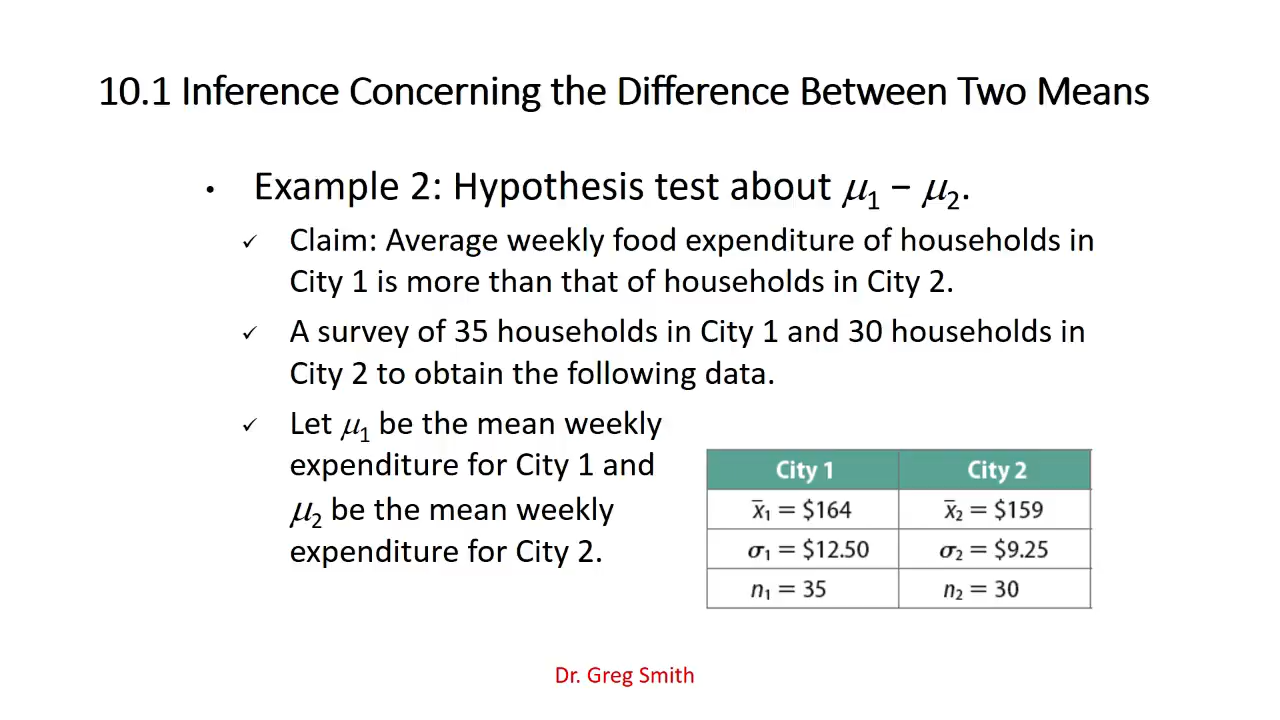 10.1 Inference Concerning the Difference Between Two Means
• Example 2: Hypothesis test about μ₁ − μ₂.
✓ Claim: Average weekly food expenditure of households in
City 1 is more than that of households in City 2.
✓ A survey of 35 households in City 1 and 30 households in
City 2 to obtain the following data.
✓ Let μ₁ be the mean weekly
expenditure for City 1 and
μ₂ be the mean weekly
expenditure for City 2.
City 1 City 2
x̄₁ = $164 x̄₂ = $159
σ₁ = $12.50 σ₂ = $9.25
n₁ = 35 n₂ = 30
Dr. Greg Smith